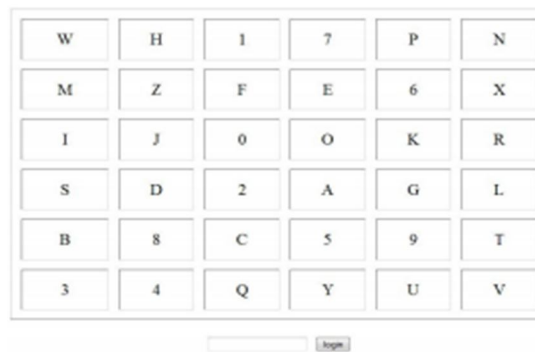 W H 1 7 P N
M Z F E 6 X
I J 0 O K R
S D 2 A G L
B 8 C 5 9 T
3 4 Q Y U V
login